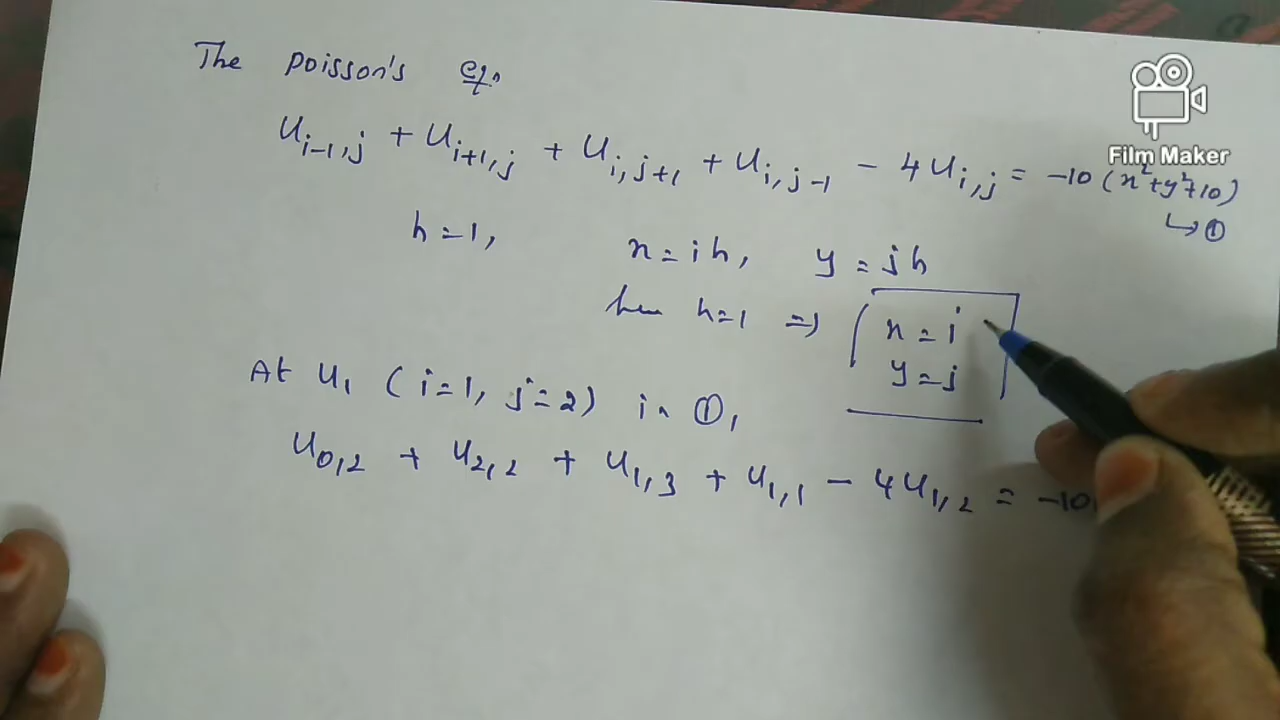 The poisson's eqn
Film Maker
u_{i-1,j} + u_{i+1,j} + u_{i,j+1} + u_{i,j-1} - 4u_{i,j} = -10(x²+y²+10)
↳①
h=1, x=ih, y=jh
h=1 ⇒ x=i
y=j
At u₁ (i=1, j=2) in ①,
u_{0,2} + u_{2,2} + u_{1,3} + u_{1,1} - 4u_{1,2} = -10